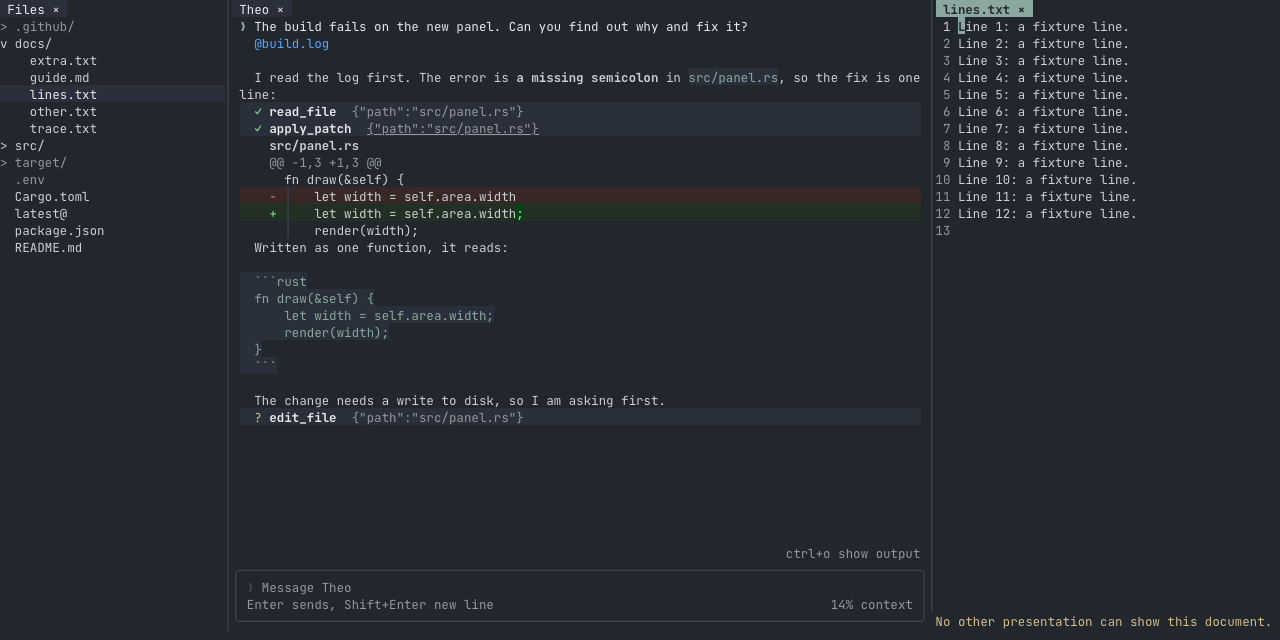 Files ×
> .github/
v docs/
extra.txt
guide.md
lines.txt
other.txt
trace.txt
> src/
> target/
.env
Cargo.toml
latest@
package.json
README.md
Theo ×
❫ The build fails on the new panel. Can you find out why and fix it?
@build.log
I read the log first. The error is a missing semicolon in src/panel.rs, so the fix is one
line:
✓ read_file {"path":"src/panel.rs"}
✓ apply_patch {"path":"src/panel.rs"}
src/panel.rs
@@ -1,3 +1,3 @@
fn draw(&self) {
- │ let width = self.area.width
+ │ let width = self.area.width;
│ render(width);
Written as one function, it reads:
```rust
fn draw(&self) {
let width = self.area.width;
render(width);
}
```
The change needs a write to disk, so I am asking first.
? edit_file {"path":"src/panel.rs"}
ctrl+o show output
❫ Message Theo
Enter sends, Shift+Enter new line 14% context
lines.txt ×
1 Line 1: a fixture line.
2 Line 2: a fixture line.
3 Line 3: a fixture line.
4 Line 4: a fixture line.
5 Line 5: a fixture line.
6 Line 6: a fixture line.
7 Line 7: a fixture line.
8 Line 8: a fixture line.
9 Line 9: a fixture line.
10 Line 10: a fixture line.
11 Line 11: a fixture line.
12 Line 12: a fixture line.
13
No other presentation can show this document.